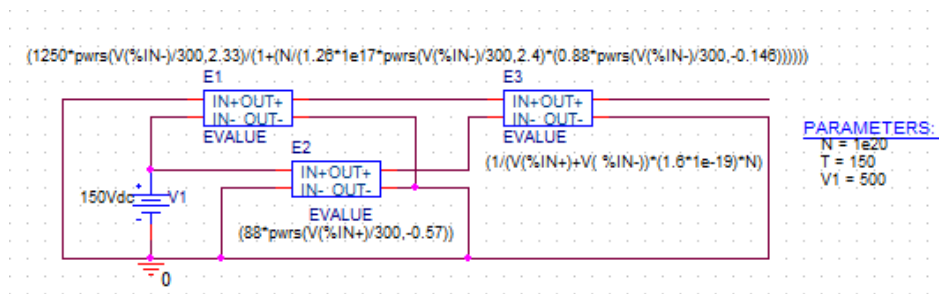 (1250*pwrs(V(%IN-)/300,2.33)/(1+(N/(1.26*1e17*pwrs(V(%IN-)/300,2.4)*(0.88*pwrs(V(%IN-)/300,-0.146))))))
E1
IN+OUT+
IN- OUT-
EVALUE
E3
IN+OUT+
IN- OUT-
EVALUE
(1/(V(%IN+)+V( %IN-))*(1.6*1e-19)*N)
PARAMETERS:
N = 1e20
T = 150
V1 = 500
E2
IN+OUT+
IN- OUT-
EVALUE
(88*pwrs(V(%IN+)/300,-0.57))
150Vdc
V1
+
-
0